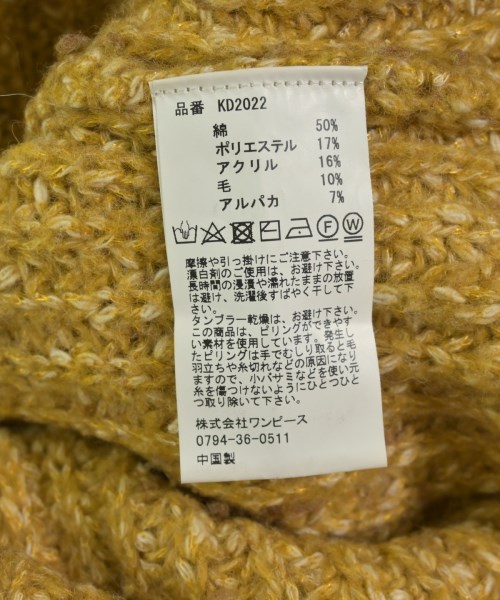 品番 KD2022
綿 50%
ポリエステル 17%
アクリル 16%
毛 10%
アルパカ 7%
F W
摩擦や引っ掛けにご注意下さい。
漂白剤のご使用は、お避け下さい。
長時間の浸漬や濡れたままの放置
は避け、洗濯後すばやく干して下
さい。
タンブラー乾燥は、お避け下さい。
この商品は、ピリングができやす
い素材を使用しています。発生し
たピリングは手でむしり取ると毛
羽立ちや糸切れなどの原因になり
ますので、小バサミなどを使い元
糸を傷つけないようにひとつひと
つ取り除いて下さい。
株式会社ワンピース
0794-36-0511
中国製